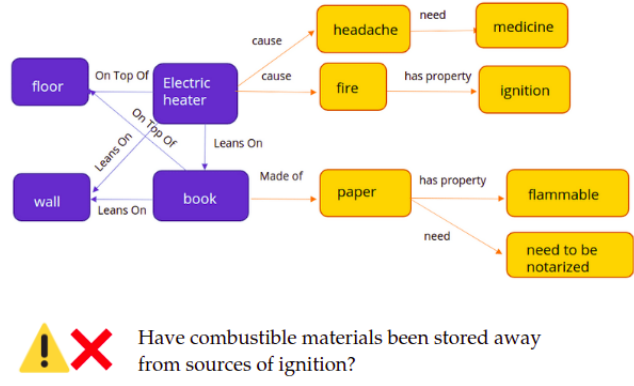 headache
need
medicine
cause
floor
On Top Of
Electric
heater
cause
fire
has property
ignition
On Top Of
Leans On
Leans On
wall
Leans On
book
Made of
paper
has property
flammable
need
need to be
notarized
Have combustible materials been stored away
from sources of ignition?